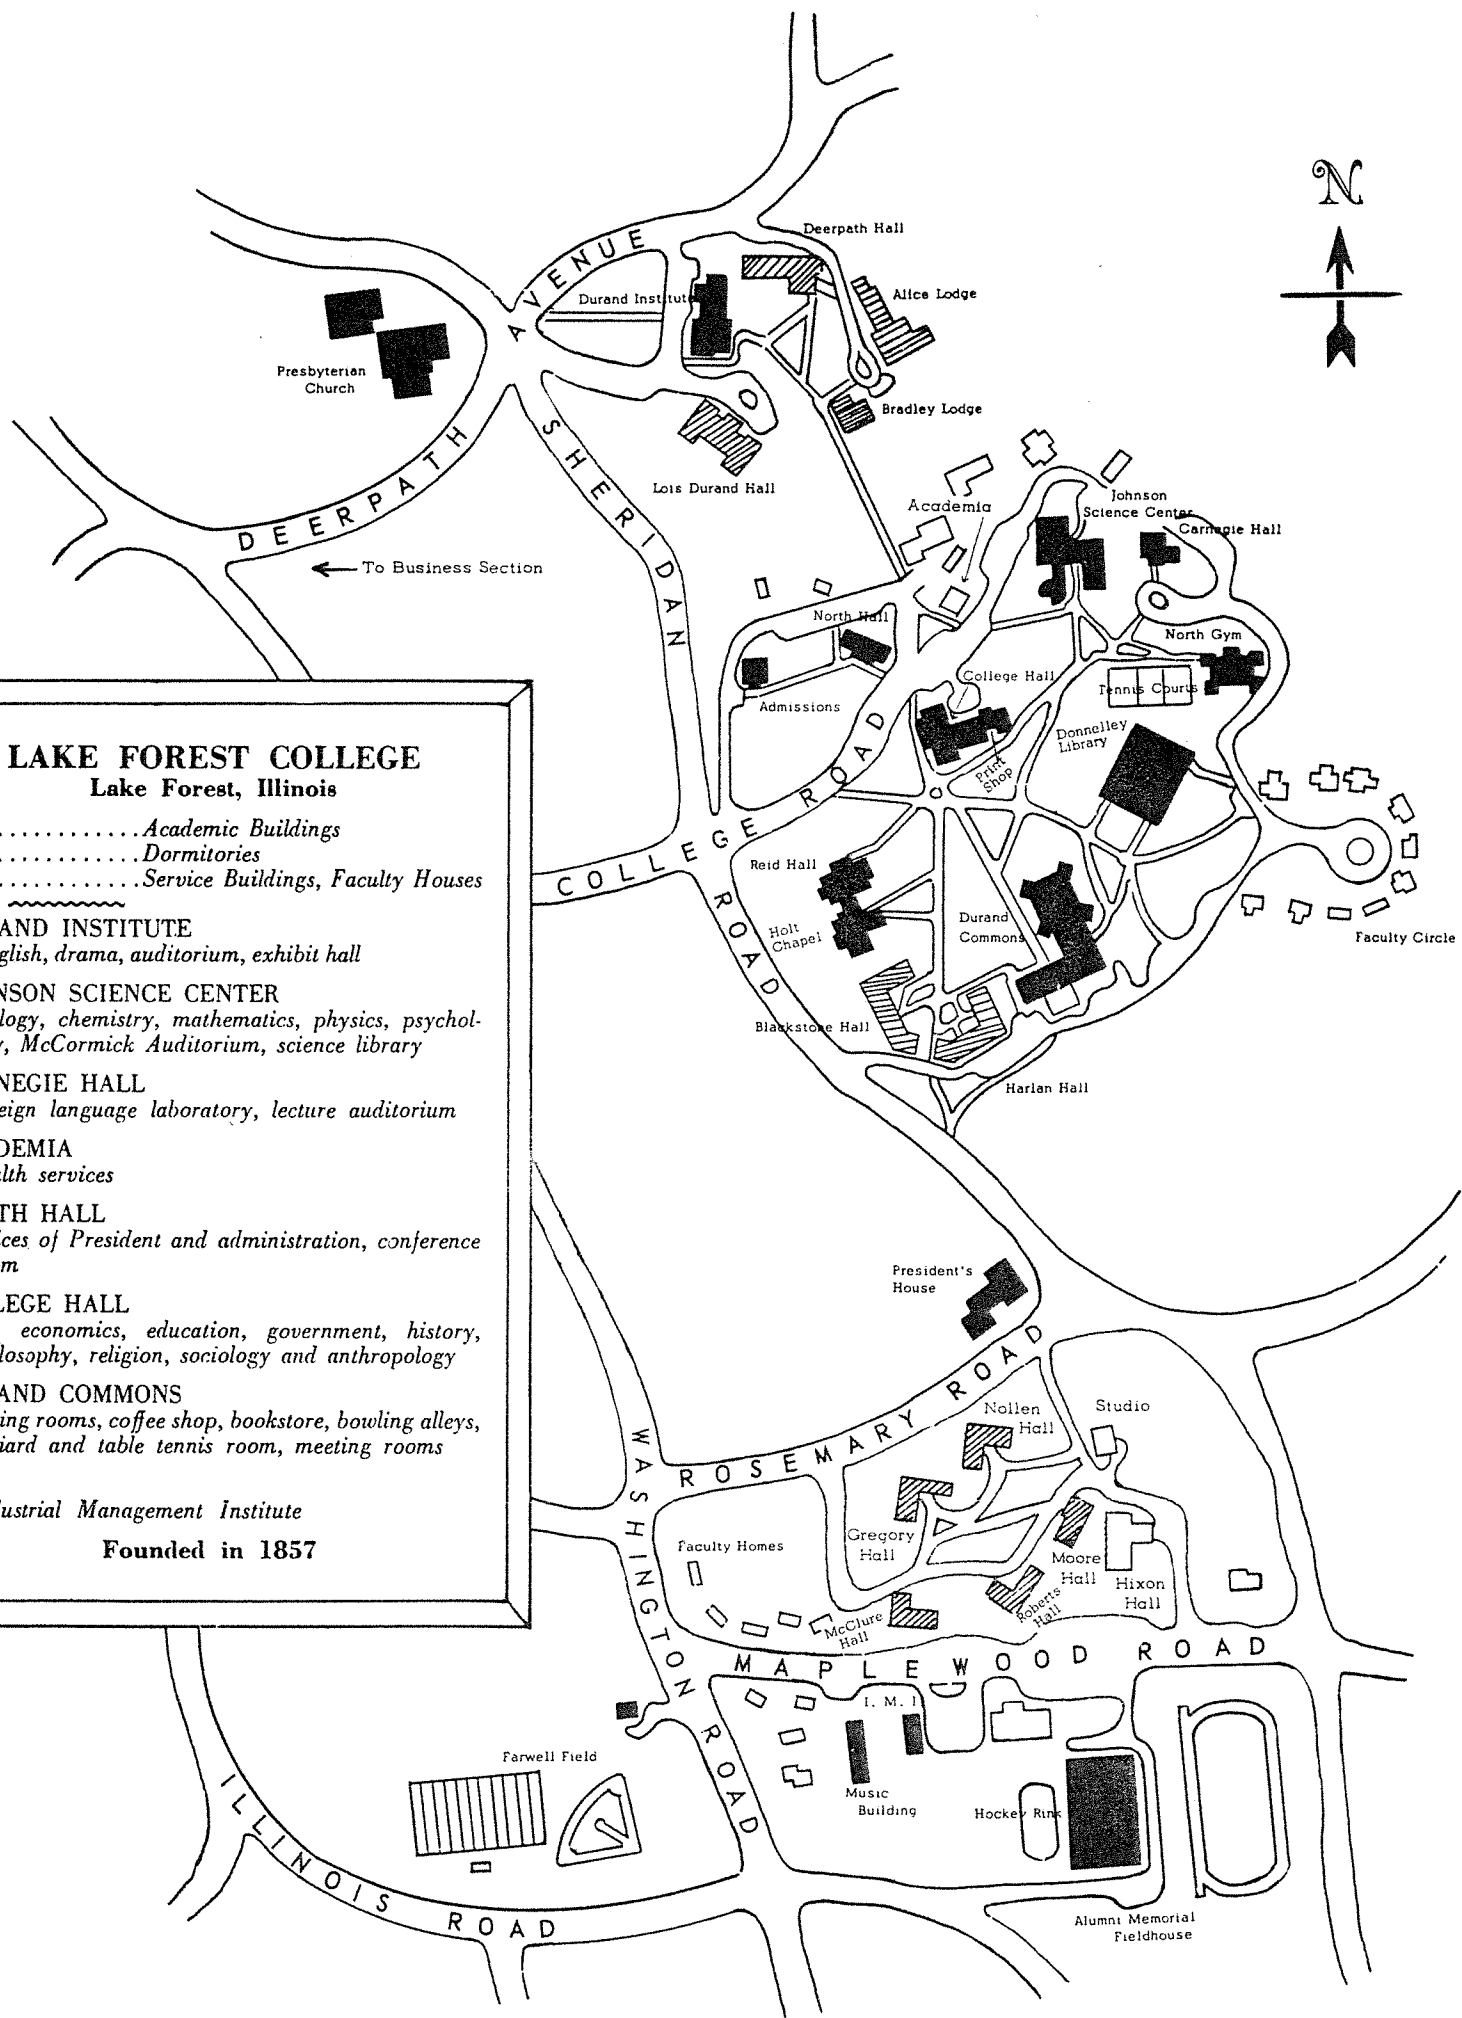 N
Deerpath Hall
AVENUE
Durand Institute
Alice Lodge
Presbyterian
Church
Bradley Lodge
DEERPATH
SHERIDAN
Lois Durand Hall
Academia
Johnson
Science Center
Carnegie Hall
To Business Section
North Hall
North Gym
College Hall
Tennis Courts
Admissions
Donnelley
Library
Print
Shop
COLLEGE ROAD
Reid Hall
ROAD
Holt
Chapel
Durand
Commons
Faculty Circle
Blackstone Hall
Harlan Hall
LAKE FOREST COLLEGE
Lake Forest, Illinois
............Academic Buildings
............Dormitories
............Service Buildings, Faculty Houses
AND INSTITUTE
glish, drama, auditorium, exhibit hall
NSON SCIENCE CENTER
logy, chemistry, mathematics, physics, psychol-
y, McCormick Auditorium, science library
NEGIE HALL
eign language laboratory, lecture auditorium
DEMIA
lth services
TH HALL
ces of President and administration, conference
m
LEGE HALL
economics, education, government, history,
losophy, religion, sociology and anthropology
AND COMMONS
ing rooms, coffee shop, bookstore, bowling alleys,
iard and table tennis room, meeting rooms
ustrial Management Institute
Founded in 1857
President's
House
ROSEMARY ROAD
Nollen
Hall
Studio
WASHINGTON ROAD
Gregory
Hall
Faculty Homes
Moore
Hall
Hixon
Hall
Roberts
Hall
McClure
Hall
MAPLEWOOD ROAD
I. M. I.
Farwell Field
Music
Building
Hockey Rink
ILLINOIS ROAD
Alumni Memorial
Fieldhouse